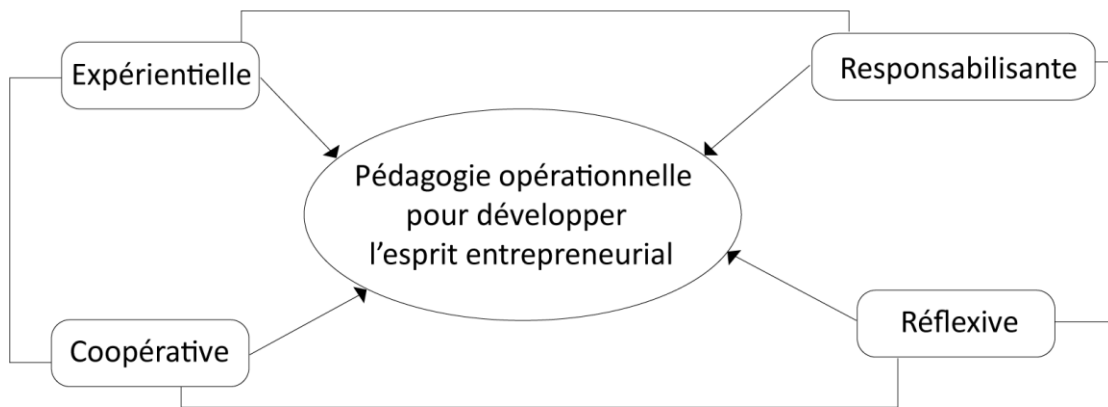 Expérientielle
Responsabilisante
Pédagogie opérationnelle
pour développer
l’esprit entrepreneurial
Coopérative
Réflexive